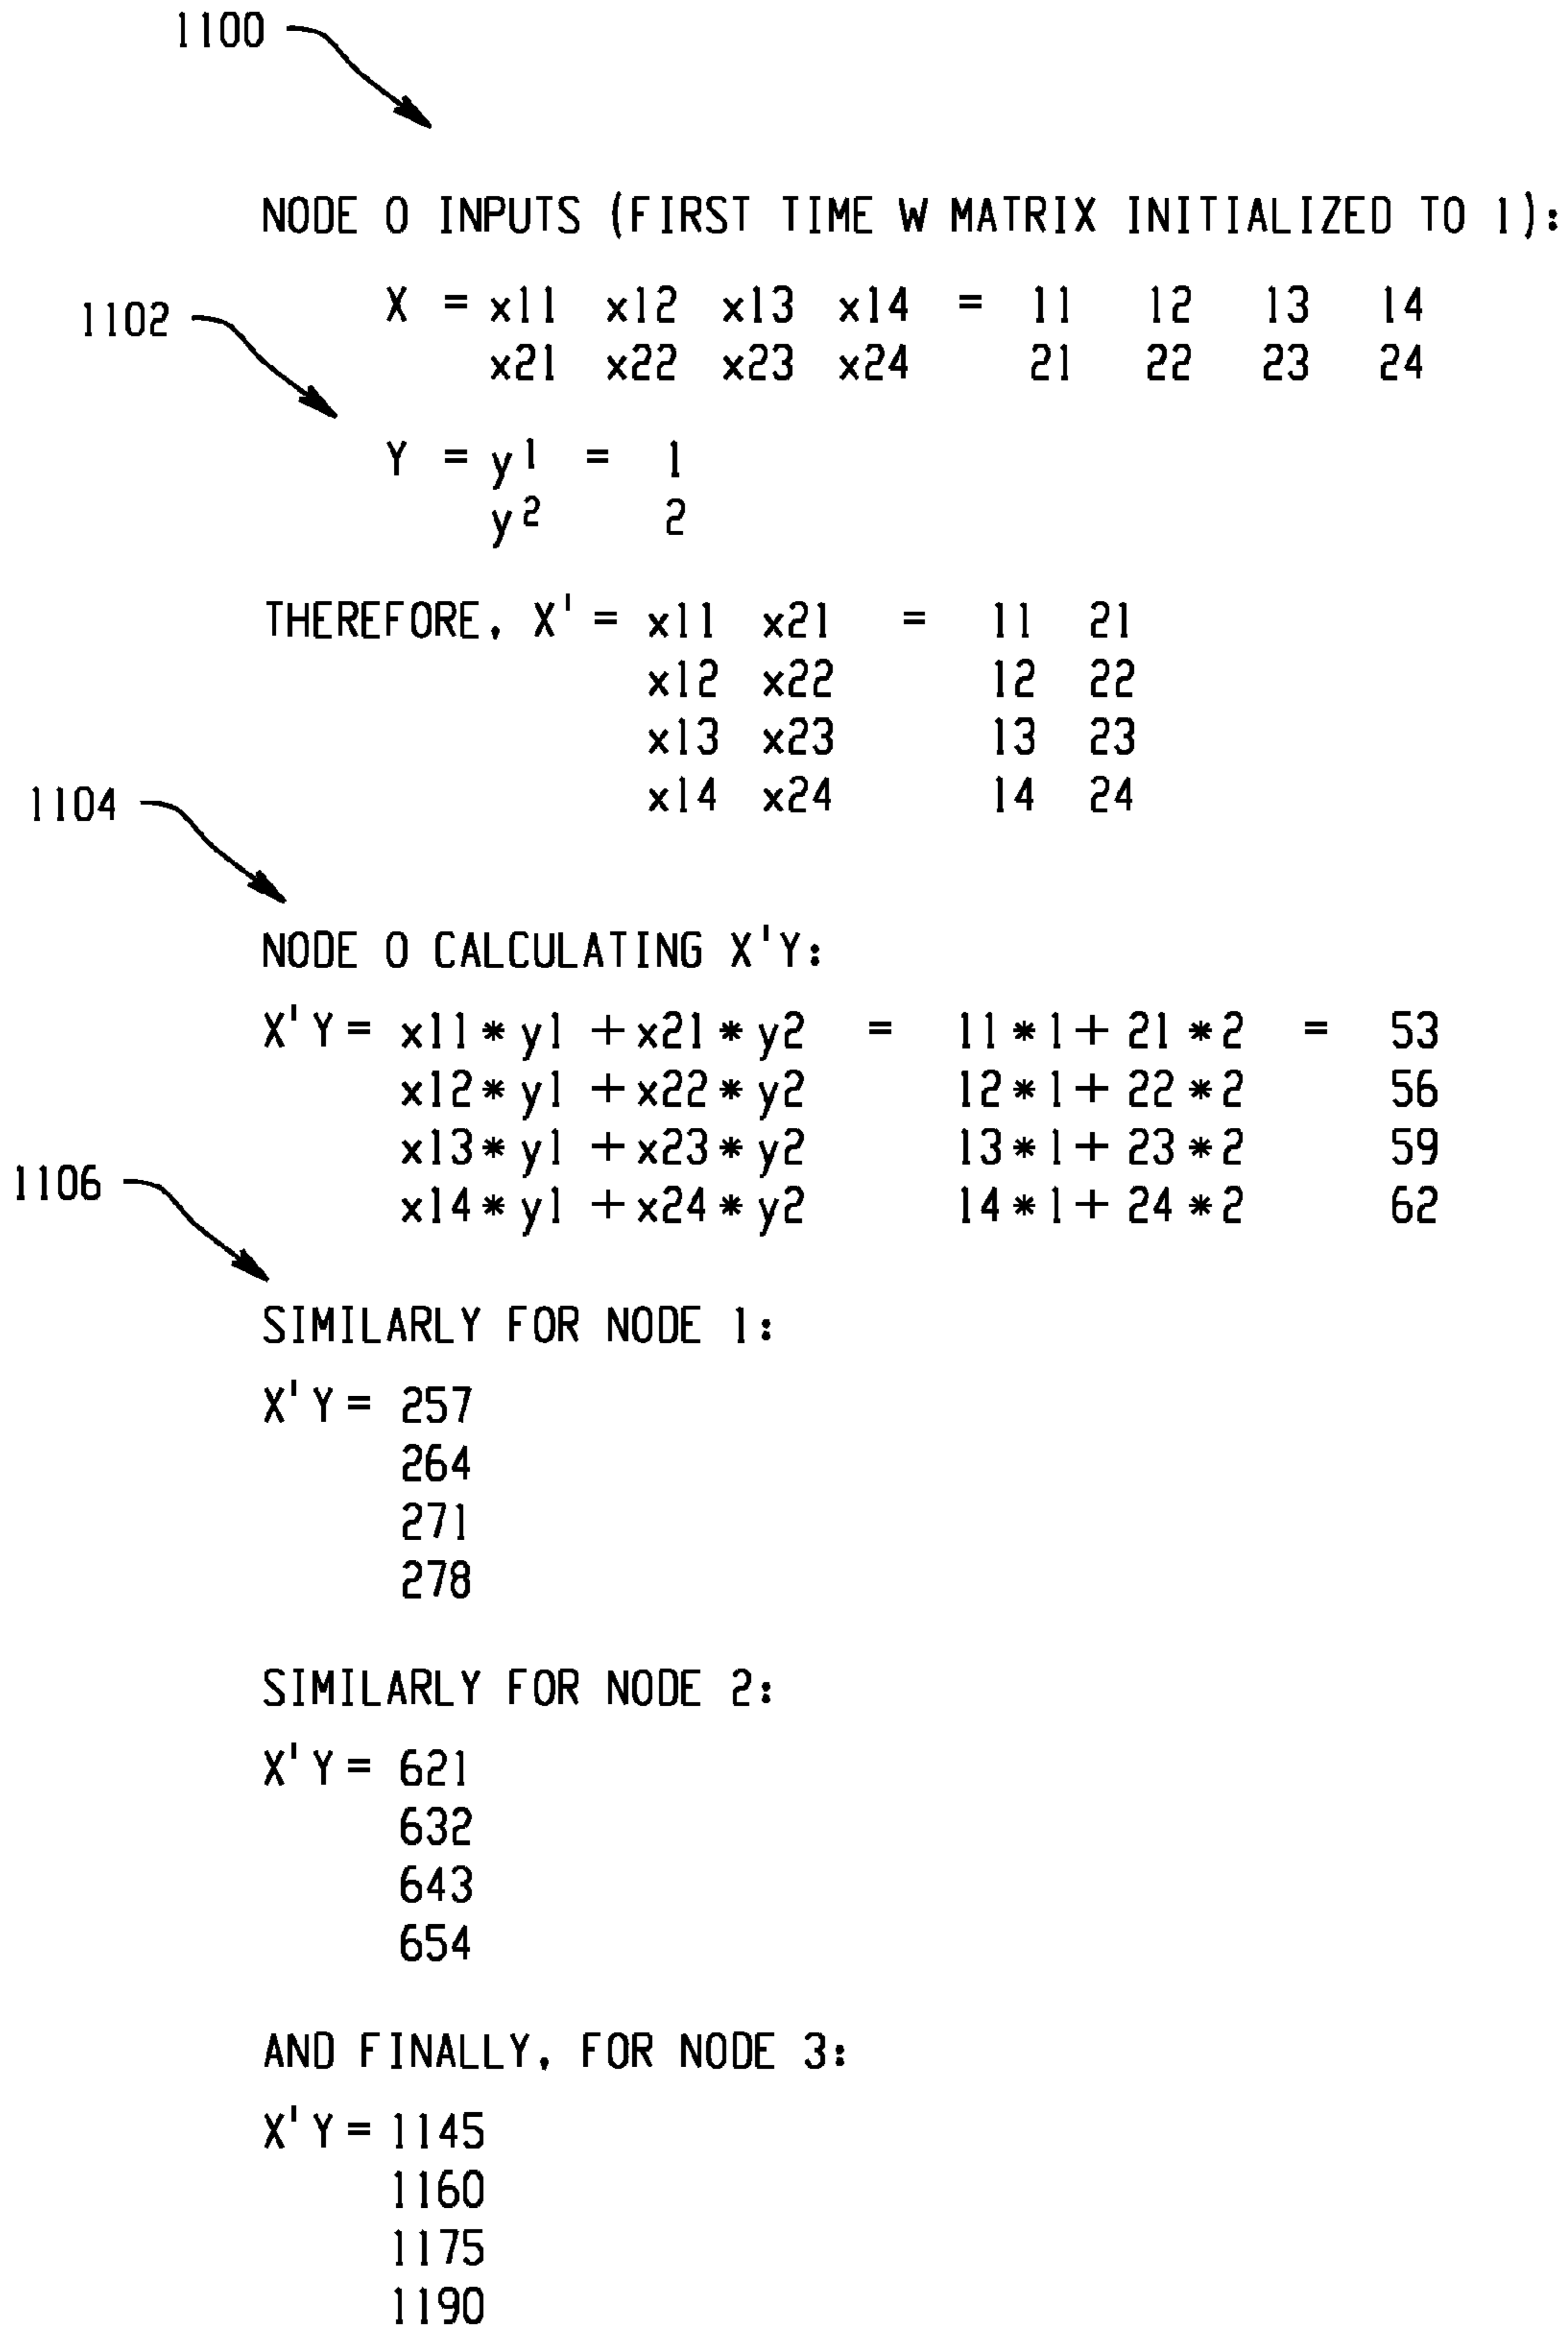 1100
NODE 0 INPUTS (FIRST TIME W MATRIX INITIALIZED TO 1):
1102
X = x11 x12 x13 x14 = 11 12 13 14
x21 x22 x23 x24 21 22 23 24
Y = y1 = 1
y2 2
THEREFORE, X' = x11 x21 = 11 21
x12 x22 12 22
x13 x23 13 23
x14 x24 14 24
1104
NODE 0 CALCULATING X'Y:
X'Y = x11 * y1 + x21 * y2 = 11 * 1 + 21 * 2 = 53
x12 * y1 + x22 * y2 12 * 1 + 22 * 2 56
x13 * y1 + x23 * y2 13 * 1 + 23 * 2 59
x14 * y1 + x24 * y2 14 * 1 + 24 * 2 62
1106
SIMILARLY FOR NODE 1:
X'Y = 257
264
271
278
SIMILARLY FOR NODE 2:
X'Y = 621
632
643
654
AND FINALLY, FOR NODE 3:
X'Y = 1145
1160
1175
1190